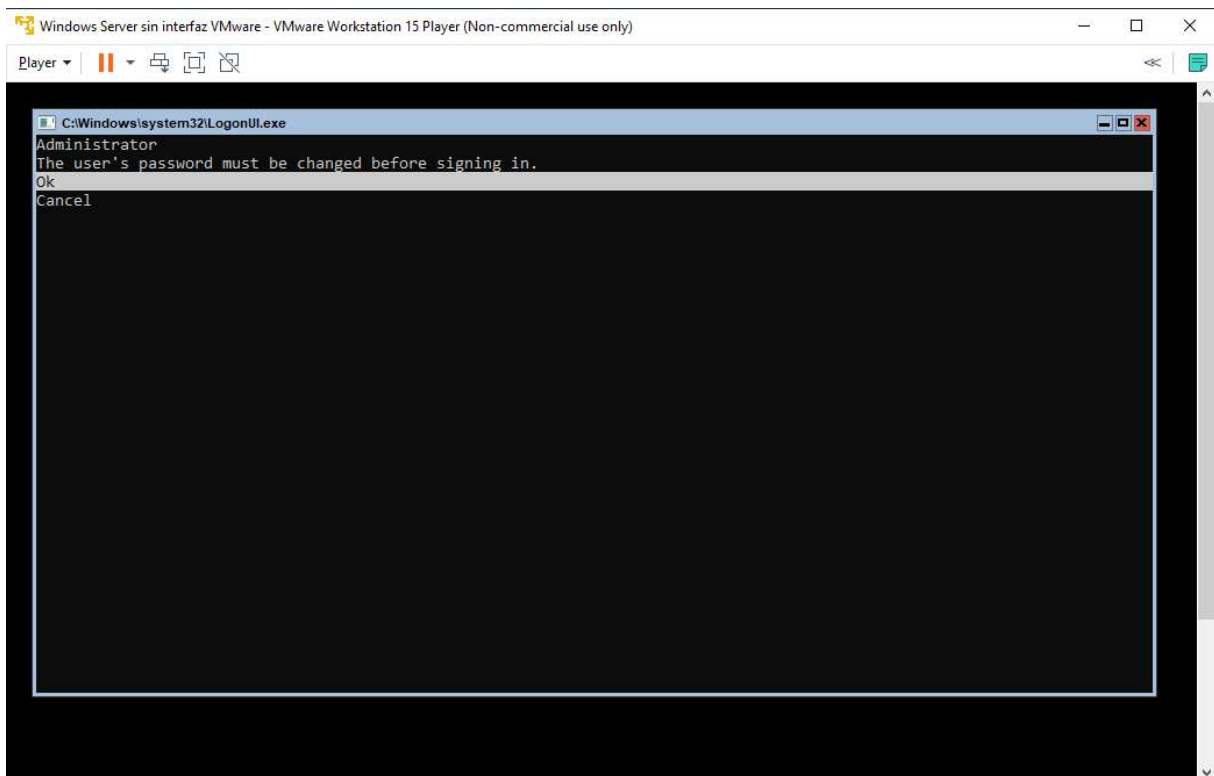 Windows Server sin interfaz VMware - VMware Workstation 15 Player (Non-commercial use only)
Player
C:\Windows\system32\LogonUI.exe
Administrator
The user's password must be changed before signing in.
Ok
Cancel